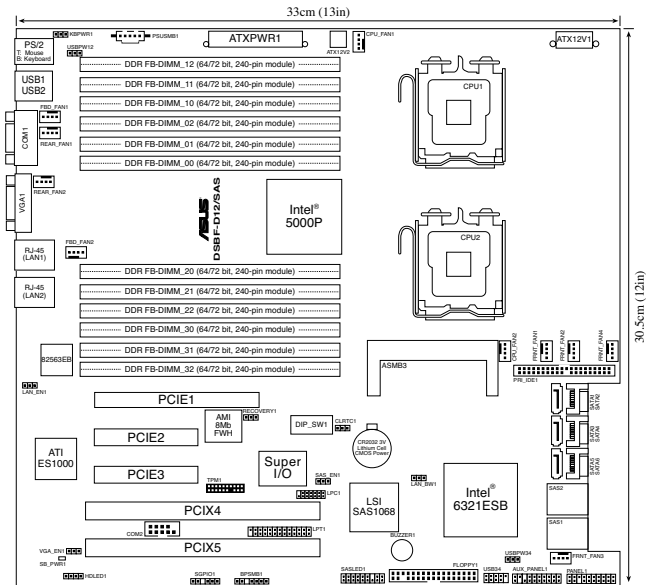 33cm (13in)
KBPWR1
PSUSMB1
ATXPWR1
ATX12V2
CPU_FAN1
ATX12V1
PS/2
T: Mouse
B: Keyboard
USBPW12
DDR FB-DIMM_12 (64/72 bit, 240-pin module)
DDR FB-DIMM_11 (64/72 bit, 240-pin module)
DDR FB-DIMM_10 (64/72 bit, 240-pin module)
DDR FB-DIMM_02 (64/72 bit, 240-pin module)
DDR FB-DIMM_01 (64/72 bit, 240-pin module)
DDR FB-DIMM_00 (64/72 bit, 240-pin module)
USB1
USB2
FBD_FAN1
COM1
REAR_FAN1
REAR_FAN2
VGA1
CPU1
ASUS
DSBF-D12/SAS
Intel®
5000P
CPU2
RJ-45
(LAN1)
FBD_FAN2
RJ-45
(LAN2)
DDR FB-DIMM_20 (64/72 bit, 240-pin module)
DDR FB-DIMM_21 (64/72 bit, 240-pin module)
DDR FB-DIMM_22 (64/72 bit, 240-pin module)
DDR FB-DIMM_30 (64/72 bit, 240-pin module)
DDR FB-DIMM_31 (64/72 bit, 240-pin module)
DDR FB-DIMM_32 (64/72 bit, 240-pin module)
30.5cm (12in)
82563EB
LAN_EN1
ASMB3
CPU_FAN2
FRNT_FAN1
FRNT_FAN2
FRNT_FAN4
PRI_IDE1
PCIE1
PCIE2
PCIE3
AMI
8Mb
FWH
RECOVERY1
DIP_SW1
CLRTC1
CR2032 3V
Lithium Cell
CMOS Power
SATA1
SATA2
SATA3
SATA4
SATA5
SATA6
ATI
ES1000
Super
I/O
TPM1
SAS_EN1
LPC1
LAN_BW1
LSI
SAS1068
Intel®
6321ESB
SAS2
SAS1
PCIX4
COM2
LPT1
PCIX5
BUZZER1
VGA_EN1
SB_PWR1
HDLED1
SGPIO1
BPSMB1
SASLED1
FLOPPY1
USB34
USBPW34
AUX_PANEL1
FRNT_FAN3
PANEL1